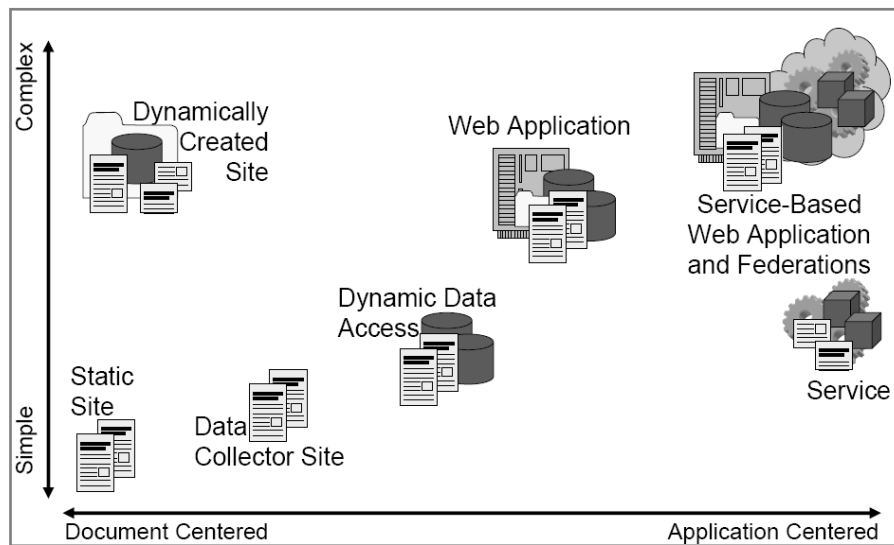 Complex
Simple
Dynamically
Created
Site
Web Application
Service-Based
Web Application
and Federations
Dynamic Data
Access
Service
Static
Site
Data
Collector Site
Document Centered
Application Centered